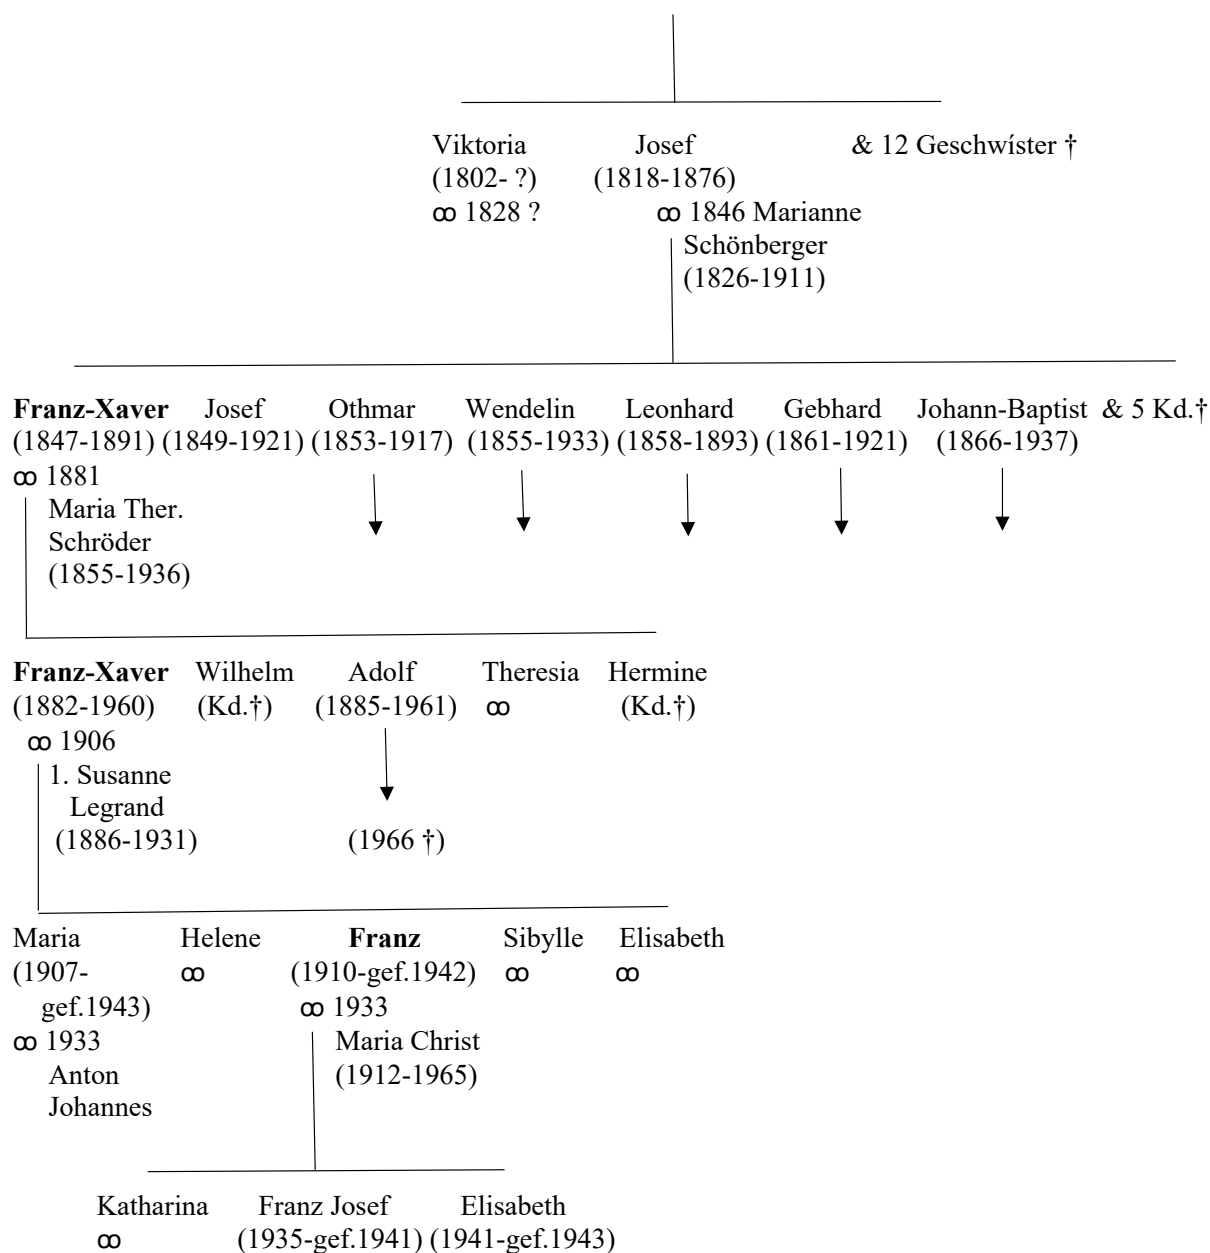 Viktoria Josef & 12 Geschwíster †
(1802- ?) (1818-1876)
ꝏ 1828 ? ꝏ 1846 Marianne
Schönberger
(1826-1911)
Franz-Xaver Josef Othmar Wendelin Leonhard Gebhard Johann-Baptist & 5 Kd.†
(1847-1891) (1849-1921) (1853-1917) (1855-1933) (1858-1893) (1861-1921) (1866-1937)
ꝏ 1881
Maria Ther.
Schröder
(1855-1936)
Franz-Xaver Wilhelm Adolf Theresia Hermine
(1882-1960) (Kd.†) (1885-1961) ꝏ (Kd.†)
ꝏ 1906
1. Susanne
Legrand
(1886-1931) (1966 †)
Maria Helene Franz Sibylle Elisabeth
(1907- ꝏ (1910-gef.1942) ꝏ ꝏ
gef.1943) ꝏ 1933
ꝏ 1933 Maria Christ
Anton (1912-1965)
Johannes
Katharina Franz Josef Elisabeth
ꝏ (1935-gef.1941) (1941-gef.1943)